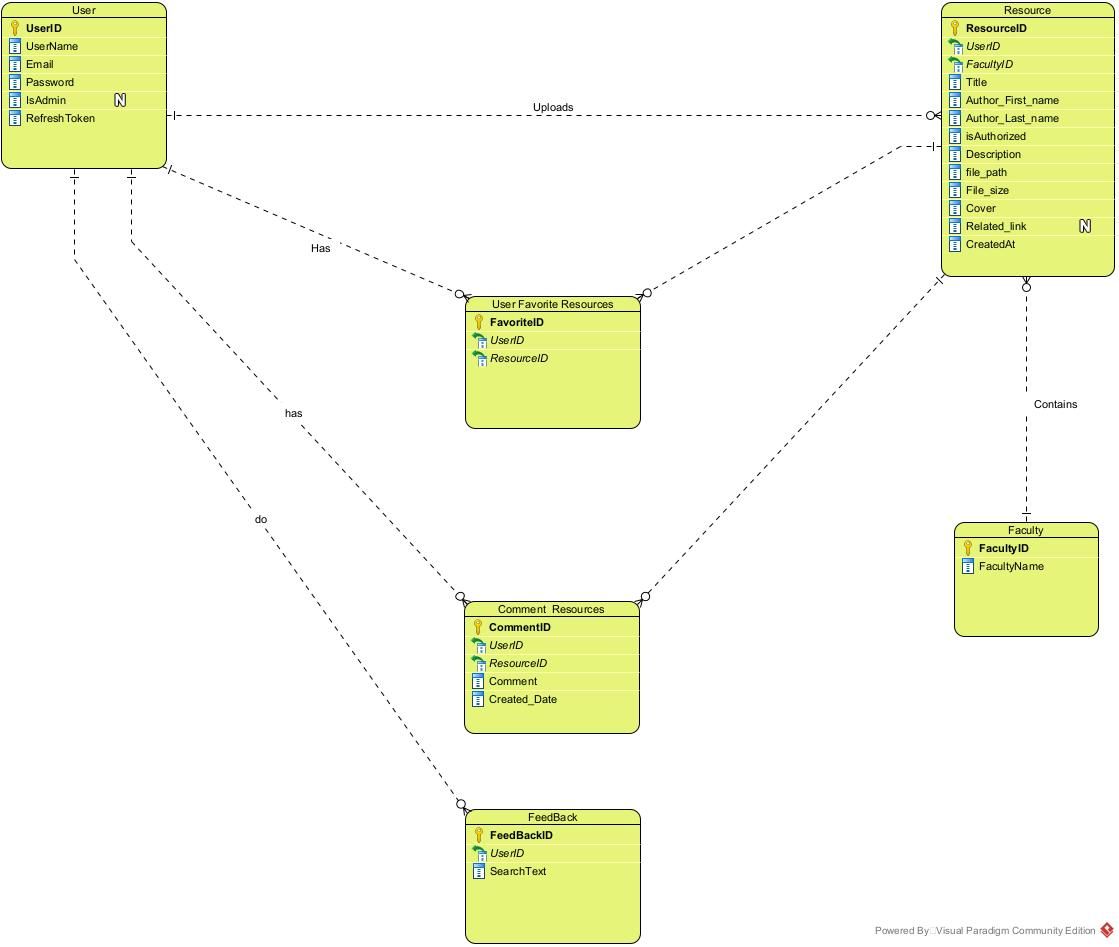 User
UserID
UserName
Email
Password
IsAdmin N
RefreshToken
Uploads
Resource
ResourceID
UserID
FacultyID
Title
Author_First_name
Author_Last_name
isAuthorized
Description
file_path
File_size
Cover
Related_link N
CreatedAt
Has
User Favorite Resources
FavoriteID
UserID
ResourceID
has
Contains
do
Faculty
FacultyID
FacultyName
Comment  Resources
CommentID
UserID
ResourceID
Comment
Created_Date
FeedBack
FeedBackID
UserID
SearchText
Powered By Visual Paradigm Community Edition